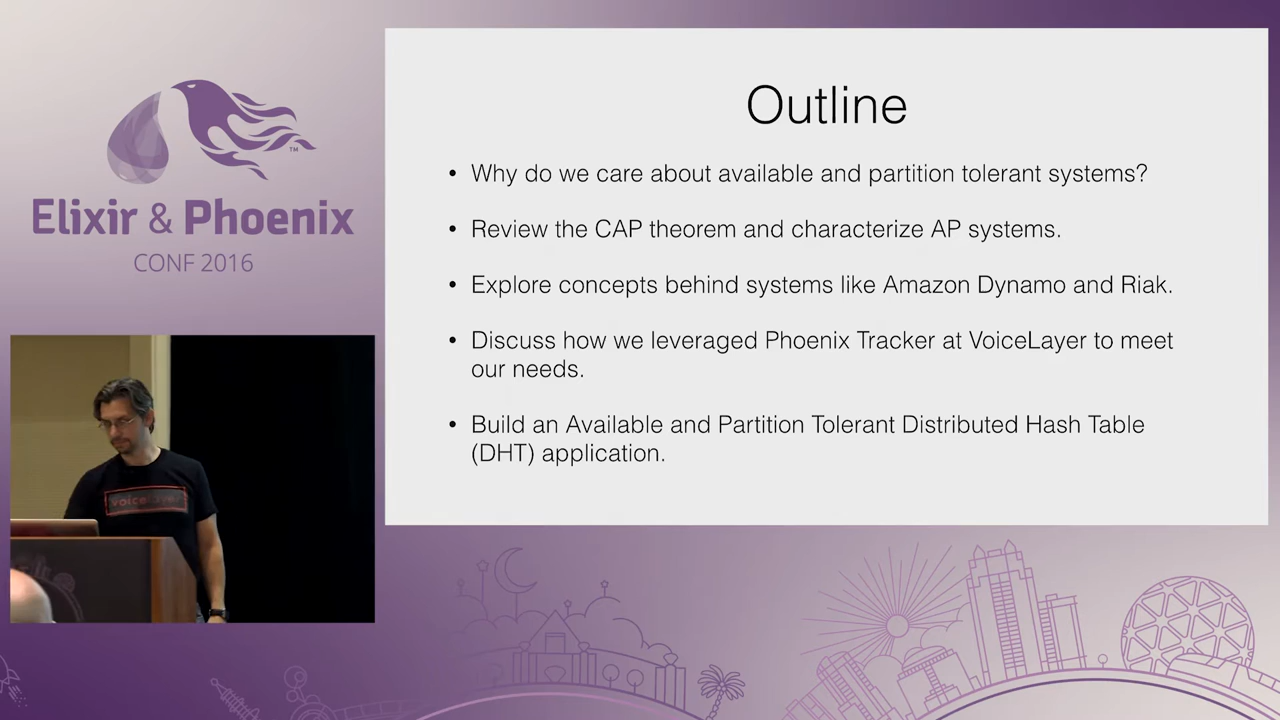 Elixir & Phoenix
CONF 2016
TM
voicelayer
Outline
• Why do we care about available and partition tolerant systems?
• Review the CAP theorem and characterize AP systems.
• Explore concepts behind systems like Amazon Dynamo and Riak.
• Discuss how we leveraged Phoenix Tracker at VoiceLayer to meet
our needs.
• Build an Available and Partition Tolerant Distributed Hash Table
(DHT) application.